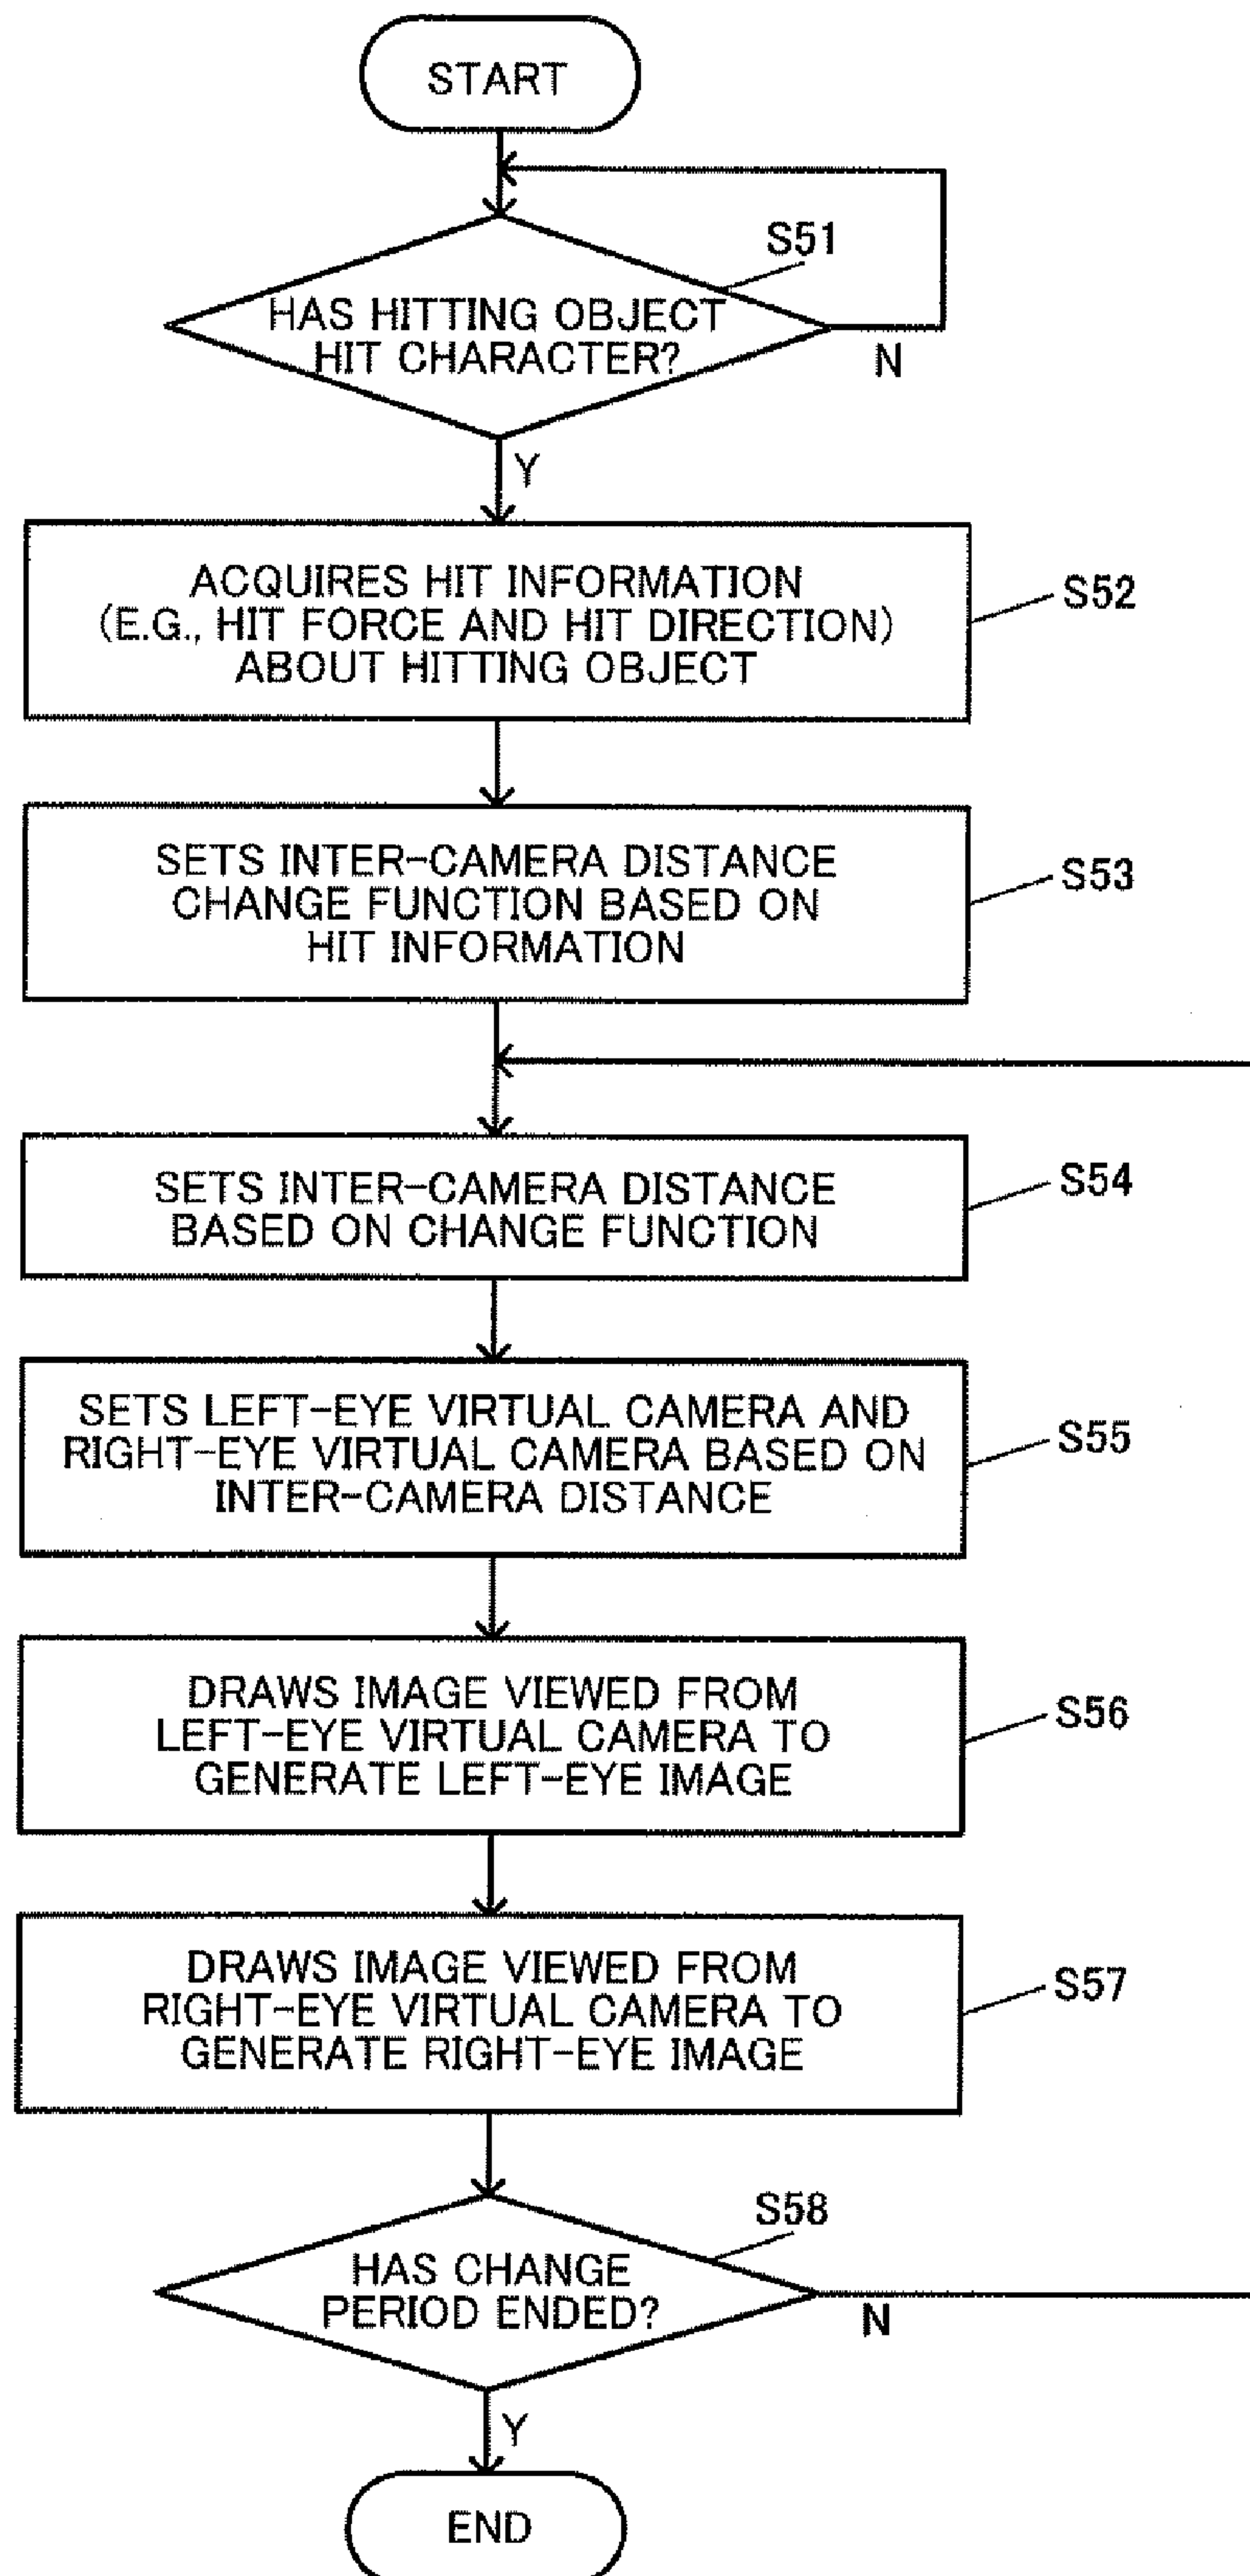 START
S51
HAS HITTING OBJECT
HIT CHARACTER?
N
Y
ACQUIRES HIT INFORMATION
(E.G., HIT FORCE AND HIT DIRECTION)
ABOUT HITTING OBJECT
S52
SETS INTER-CAMERA DISTANCE
CHANGE FUNCTION BASED ON
HIT INFORMATION
S53
SETS INTER-CAMERA DISTANCE
BASED ON CHANGE FUNCTION
S54
SETS LEFT-EYE VIRTUAL CAMERA AND
RIGHT-EYE VIRTUAL CAMERA BASED ON
INTER-CAMERA DISTANCE
S55
DRAWS IMAGE VIEWED FROM
LEFT-EYE VIRTUAL CAMERA TO
GENERATE LEFT-EYE IMAGE
S56
DRAWS IMAGE VIEWED FROM
RIGHT-EYE VIRTUAL CAMERA TO
GENERATE RIGHT-EYE IMAGE
S57
S58
HAS CHANGE
PERIOD ENDED?
N
Y
END